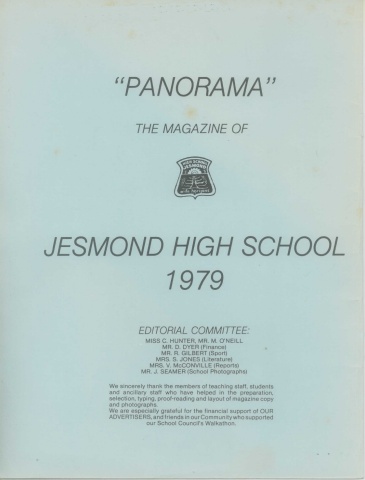 “PANORAMA”
THE MAGAZINE OF
HIGH SCHOOL
JESMOND
JESMOND HIGH SCHOOL
1979
EDITORIAL COMMITTEE:
MISS C. HUNTER, MR. M. O'NEILL
MR. D. DYER (Finance)
MR. R. GILBERT (Sport)
MRS. S. JONES (Literature)
MRS. V. McCONVILLE (Reports)
MR. J. SEAMER (School Photographs)
We sincerely thank the members of teaching staff, students
and ancillary staff who have helped in the preparation,
selection, typing, proof-reading and layout of magazine copy
and photographs.
We are especially grateful for the financial support of OUR
ADVERTISERS, and friends in our Community who supported
our School Council's Walkathon.